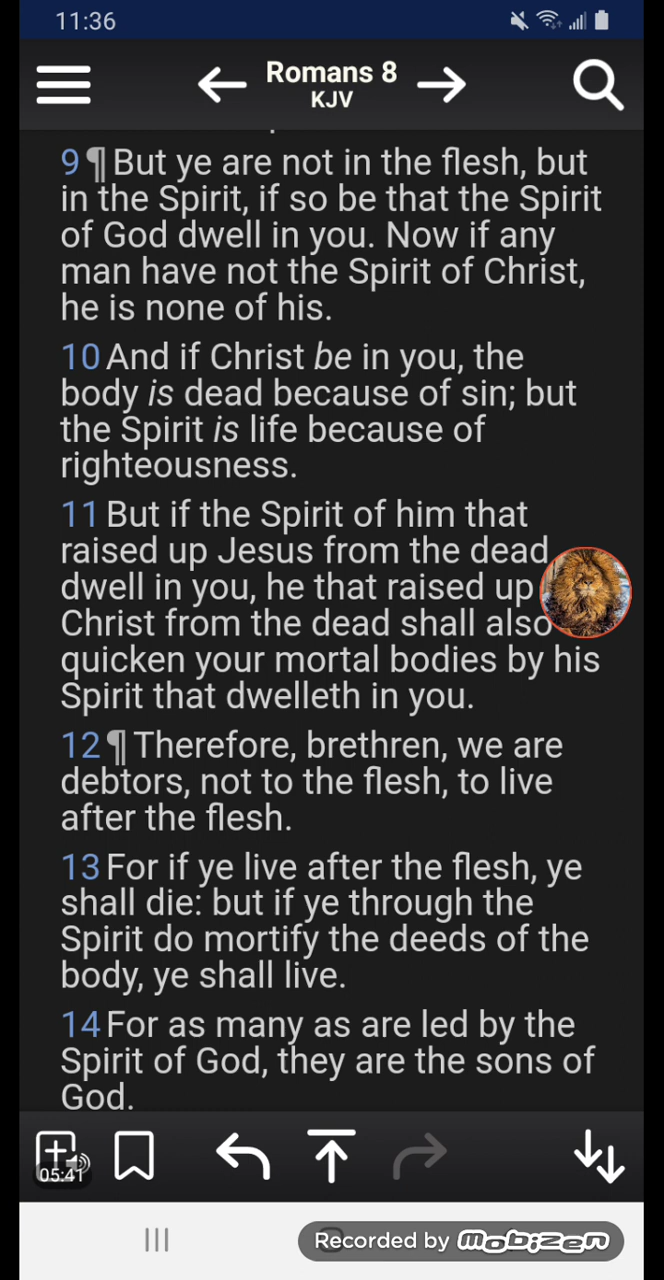 11:36
Romans 8
KJV
9 ¶ But ye are not in the flesh, but
in the Spirit, if so be that the Spirit
of God dwell in you. Now if any
man have not the Spirit of Christ,
he is none of his.
10 And if Christ be in you, the
body is dead because of sin; but
the Spirit is life because of
righteousness.
11 But if the Spirit of him that
raised up Jesus from the dead
dwell in you, he that raised up
Christ from the dead shall also
quicken your mortal bodies by his
Spirit that dwelleth in you.
12 ¶ Therefore, brethren, we are
debtors, not to the flesh, to live
after the flesh.
13 For if ye live after the flesh, ye
shall die: but if ye through the
Spirit do mortify the deeds of the
body, ye shall live.
14 For as many as are led by the
Spirit of God, they are the sons of
God.
05:41
Recorded by mobizen